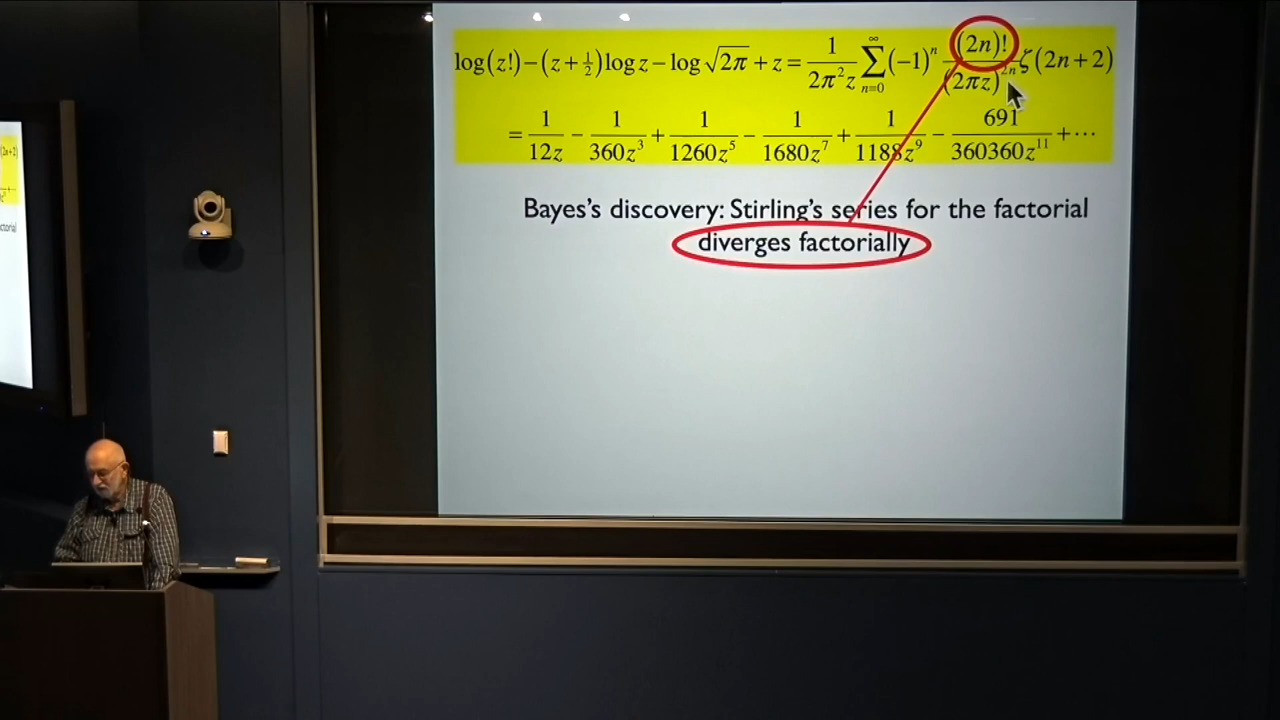 log(z!)−(z+½)log z−log√2π+z=1/(2π²z) ∑_{n=0}^{∞}(−1)^n (2n)!/(2πz)^{2n} ζ(2n+2)
=1/(12z)−1/(360z³)+1/(1260z⁵)−1/(1680z⁷)+1/(1188z⁹)−691/(360360z¹¹)+⋯
Bayes's discovery: Stirling's series for the factorial
diverges factorially